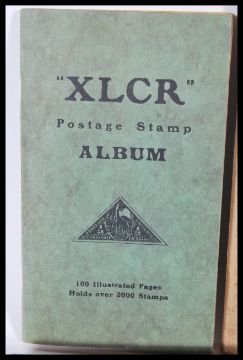 "XLCR"
Postage Stamp
ALBUM
100 Illustrated Pages
Holds over 2000 Stamps